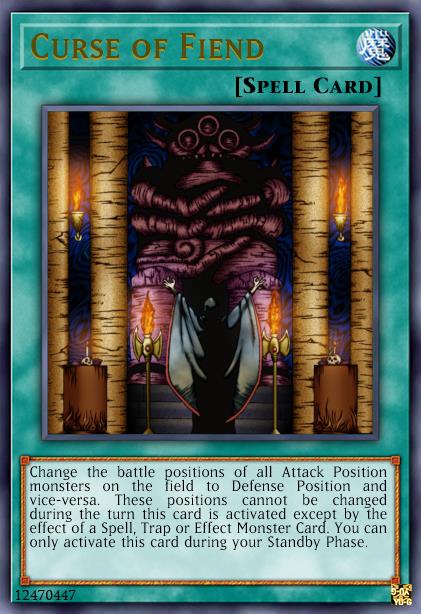 Curse of Fiend
魔
[Spell Card]
Change the battle positions of all Attack Position
monsters on the field to Defense Position and
vice-versa. These positions cannot be changed
during the turn this card is activated except by the
effect of a Spell, Trap or Effect Monster Card. You can
only activate this card during your Standby Phase.
12470447